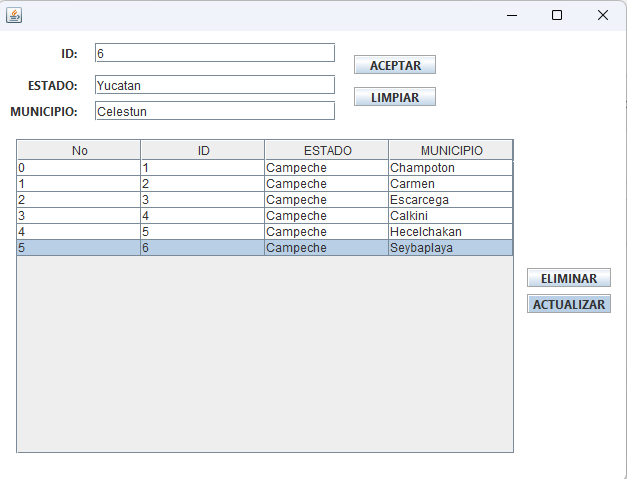 ID: 6
ACEPTAR
ESTADO: Yucatan
LIMPIAR
MUNICIPIO: Celestun
No ID ESTADO MUNICIPIO
0 1 Campeche Champoton
1 2 Campeche Carmen
2 3 Campeche Escarcega
3 4 Campeche Calkini
4 5 Campeche Hecelchakan
5 6 Campeche Seybaplaya
ELIMINAR
ACTUALIZAR